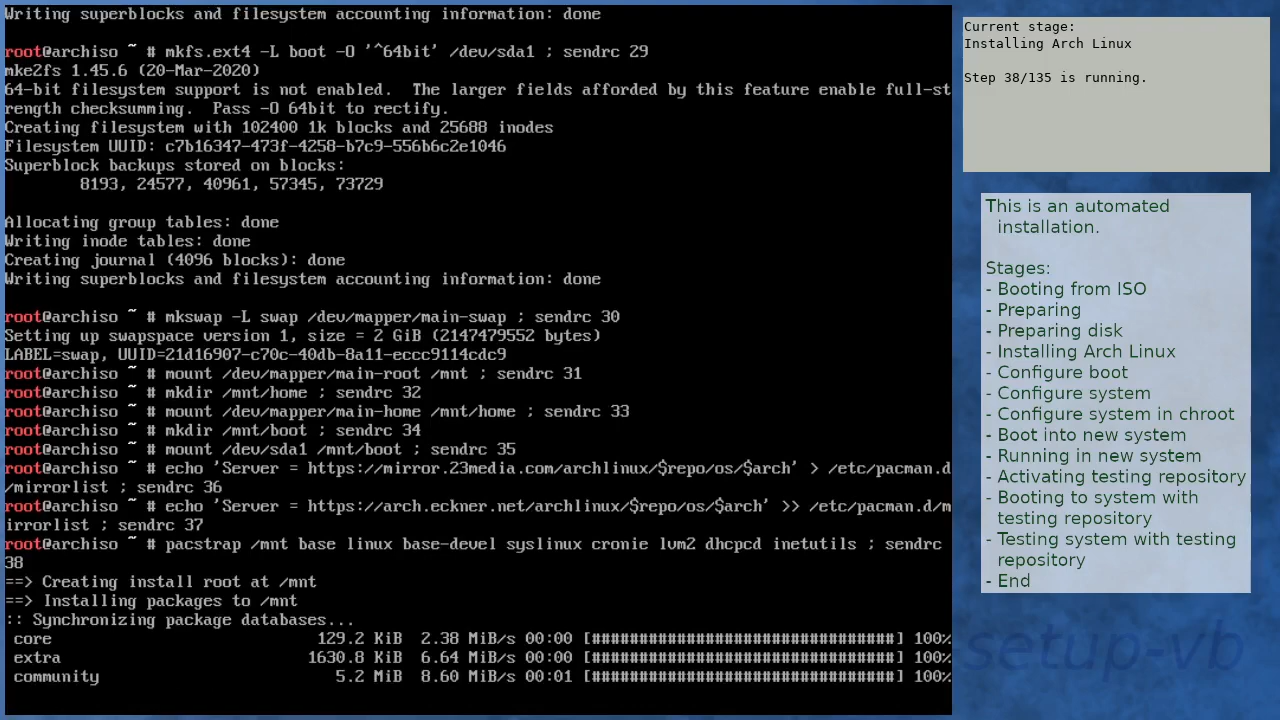 Writing superblocks and filesystem accounting information: done
root@archiso ~ # mkfs.ext4 -L boot -O '^64bit' /dev/sda1 ; sendrc 29
mke2fs 1.45.6 (20-Mar-2020)
64-bit filesystem support is not enabled.  The larger fields afforded by this feature enable full-st
rength checksumming.  Pass -O 64bit to rectify.
Creating filesystem with 102400 1k blocks and 25688 inodes
Filesystem UUID: c7b16347-473f-4258-b7c9-556b6c2e1046
Superblock backups stored on blocks:
        8193, 24577, 40961, 57345, 73729
Allocating group tables: done
Writing inode tables: done
Creating journal (4096 blocks): done
Writing superblocks and filesystem accounting information: done
root@archiso ~ # mkswap -L swap /dev/mapper/main-swap ; sendrc 30
Setting up swapspace version 1, size = 2 GiB (2147479552 bytes)
LABEL=swap, UUID=21d16907-c70c-40db-8a11-eccc9114cdc9
root@archiso ~ # mount /dev/mapper/main-root /mnt ; sendrc 31
root@archiso ~ # mkdir /mnt/home ; sendrc 32
root@archiso ~ # mount /dev/mapper/main-home /mnt/home ; sendrc 33
root@archiso ~ # mkdir /mnt/boot ; sendrc 34
root@archiso ~ # mount /dev/sda1 /mnt/boot ; sendrc 35
root@archiso ~ # echo 'Server = https://mirror.23media.com/archlinux/$repo/os/$arch' > /etc/pacman.d
/mirrorlist ; sendrc 36
root@archiso ~ # echo 'Server = https://arch.eckner.net/archlinux/$repo/os/$arch' >> /etc/pacman.d/m
irrorlist ; sendrc 37
root@archiso ~ # pacstrap /mnt base linux base-devel syslinux cronie lvm2 dhcpcd inetutils ; sendrc
38
==> Creating install root at /mnt
==> Installing packages to /mnt
:: Synchronizing package databases...
 core                            129.2 KiB  2.38 MiB/s 00:00 [################################] 100%
 extra                          1630.8 KiB  6.64 MiB/s 00:00 [################################] 100%
 community                         5.2 MiB  8.60 MiB/s 00:01 [################################] 100%
Current stage:
Installing Arch Linux
Step 38/135 is running.
This is an automated
installation.
Stages:
- Booting from ISO
- Preparing
- Preparing disk
- Installing Arch Linux
- Configure boot
- Configure system
- Configure system in chroot
- Boot into new system
- Running in new system
- Activating testing repository
- Booting to system with
testing repository
- Testing system with testing
repository
- End
setup-vb